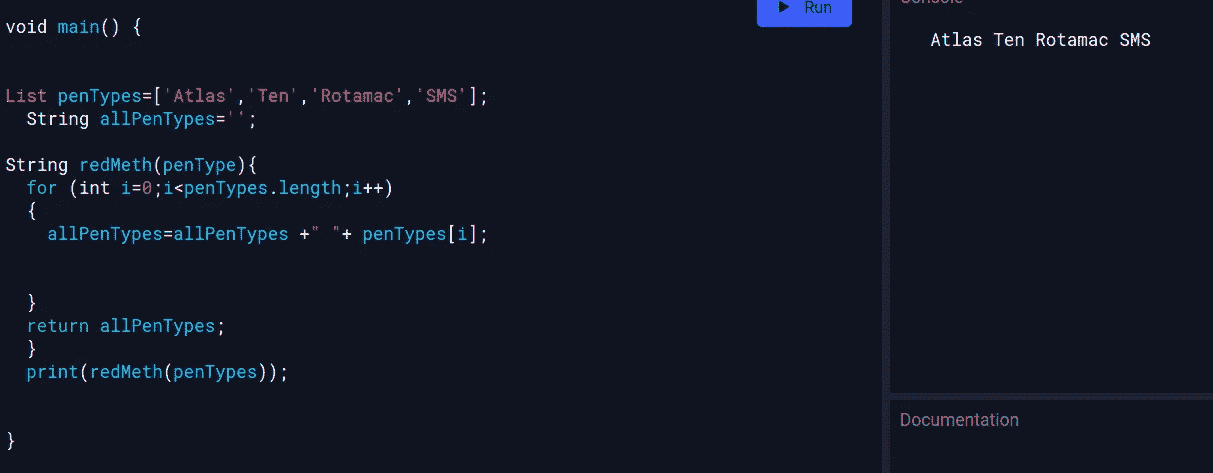 Run
Console
void main() {
Atlas Ten Rotamac SMS
List penTypes=['Atlas','Ten','Rotamac','SMS'];
String allPenTypes='';
String redMeth(penType){
for (int i=0;i<penTypes.length;i++)
{
allPenTypes=allPenTypes +" "+ penTypes[i];
}
return allPenTypes;
}
print(redMeth(penTypes));
}
Documentation